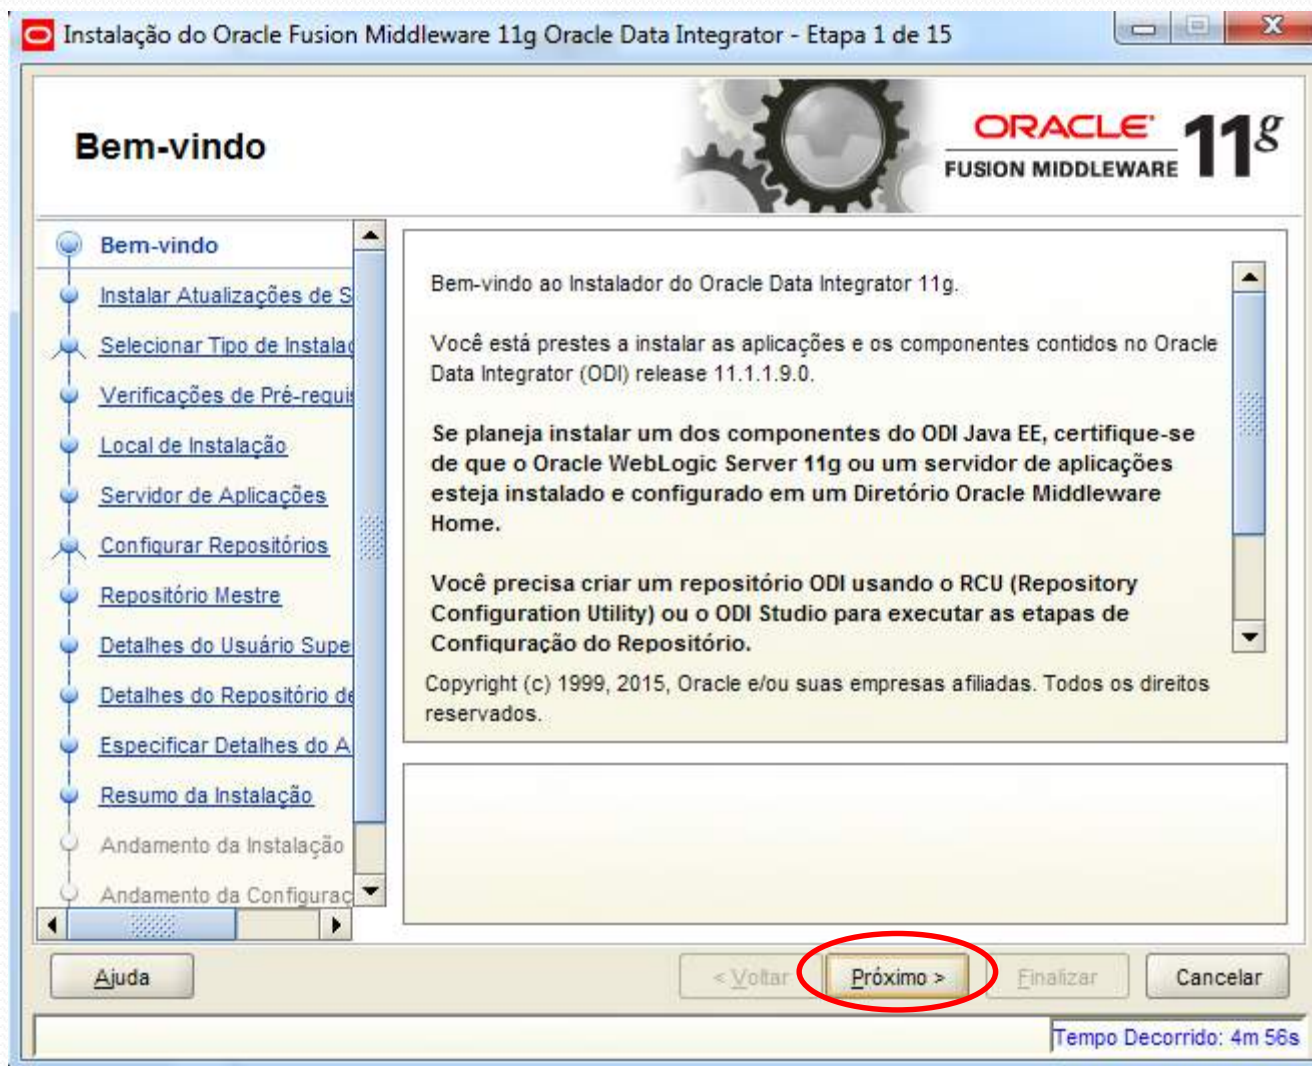 Instalação do Oracle Fusion Middleware 11g Oracle Data Integrator - Etapa 1 de 15
Bem-vindo
ORACLE
FUSION MIDDLEWARE
11g
Bem-vindo
Instalar Atualizações de S
Selecionar Tipo de Instalaç
Verificações de Pré-requis
Local de Instalação
Servidor de Aplicações
Configurar Repositórios
Repositório Mestre
Detalhes do Usuário Supe
Detalhes do Repositório de
Especificar Detalhes do A
Resumo da Instalação
Andamento da Instalação
Andamento da Configuraç
Bem-vindo ao Instalador do Oracle Data Integrator 11g.
Você está prestes a instalar as aplicações e os componentes contidos no Oracle
Data Integrator (ODI) release 11.1.1.9.0.
Se planeja instalar um dos componentes do ODI Java EE, certifique-se
de que o Oracle WebLogic Server 11g ou um servidor de aplicações
esteja instalado e configurado em um Diretório Oracle Middleware
Home.
Você precisa criar um repositório ODI usando o RCU (Repository
Configuration Utility) ou o ODI Studio para executar as etapas de
Configuração do Repositório.
Copyright (c) 1999, 2015, Oracle e/ou suas empresas afiliadas. Todos os direitos
reservados.
Ajuda
< Voltar
Próximo >
Finalizar
Cancelar
Tempo Decorrido: 4m 56s